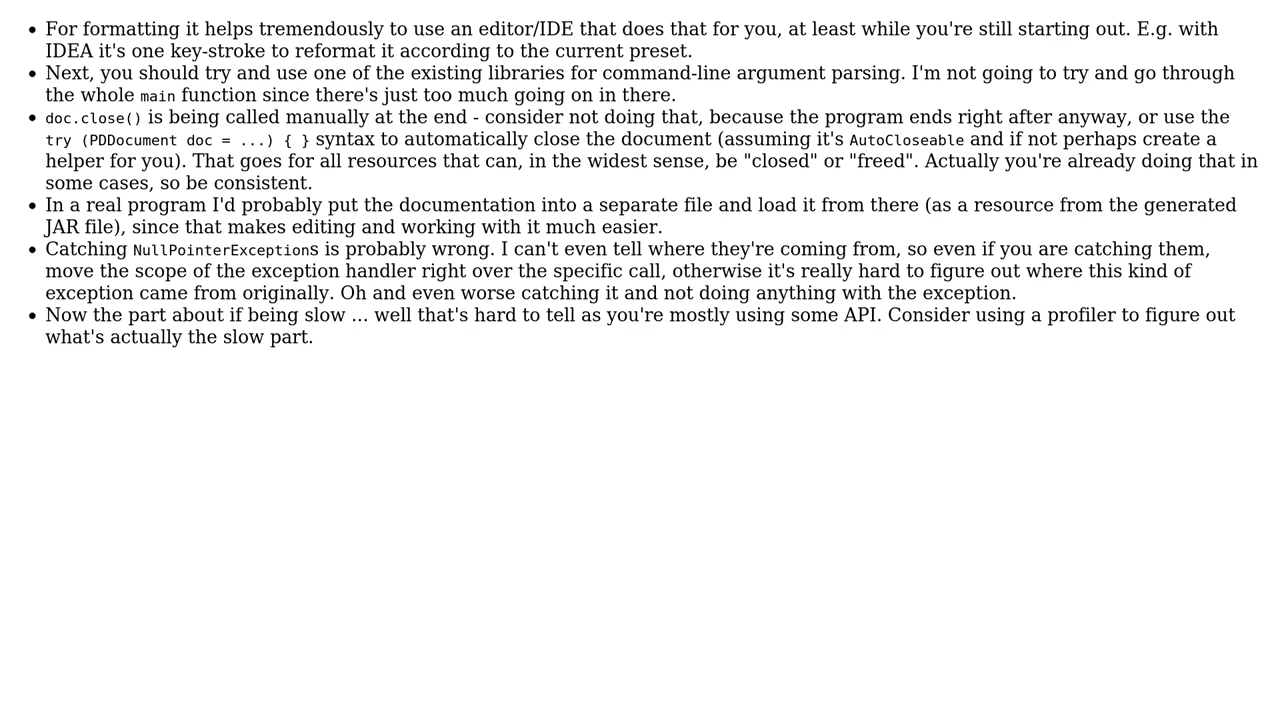 • For formatting it helps tremendously to use an editor/IDE that does that for you, at least while you're still starting out. E.g. with
IDEA it's one key-stroke to reformat it according to the current preset.
• Next, you should try and use one of the existing libraries for command-line argument parsing. I'm not going to try and go through
the whole main function since there's just too much going on in there.
• doc.close() is being called manually at the end - consider not doing that, because the program ends right after anyway, or use the
try (PDDocument doc = ...) { } syntax to automatically close the document (assuming it's AutoCloseable and if not perhaps create a
helper for you). That goes for all resources that can, in the widest sense, be "closed" or "freed". Actually you're already doing that in
some cases, so be consistent.
• In a real program I'd probably put the documentation into a separate file and load it from there (as a resource from the generated
JAR file), since that makes editing and working with it much easier.
• Catching NullPointerExceptions is probably wrong. I can't even tell where they're coming from, so even if you are catching them,
move the scope of the exception handler right over the specific call, otherwise it's really hard to figure out where this kind of
exception came from originally. Oh and even worse catching it and not doing anything with the exception.
• Now the part about if being slow ... well that's hard to tell as you're mostly using some API. Consider using a profiler to figure out
what's actually the slow part.